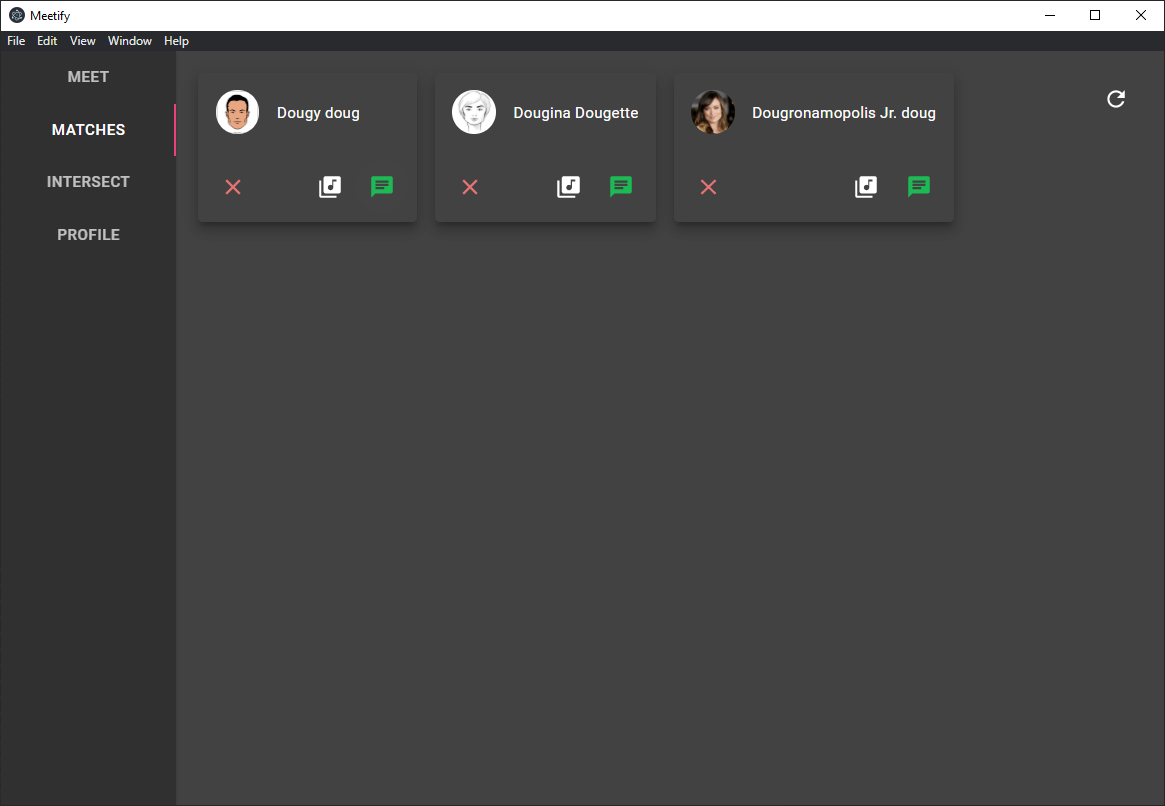 Meetify
File Edit View Window Help
MEET
MATCHES
INTERSECT
PROFILE
Dougy doug
Dougina Dougette
Dougronamopolis Jr. doug